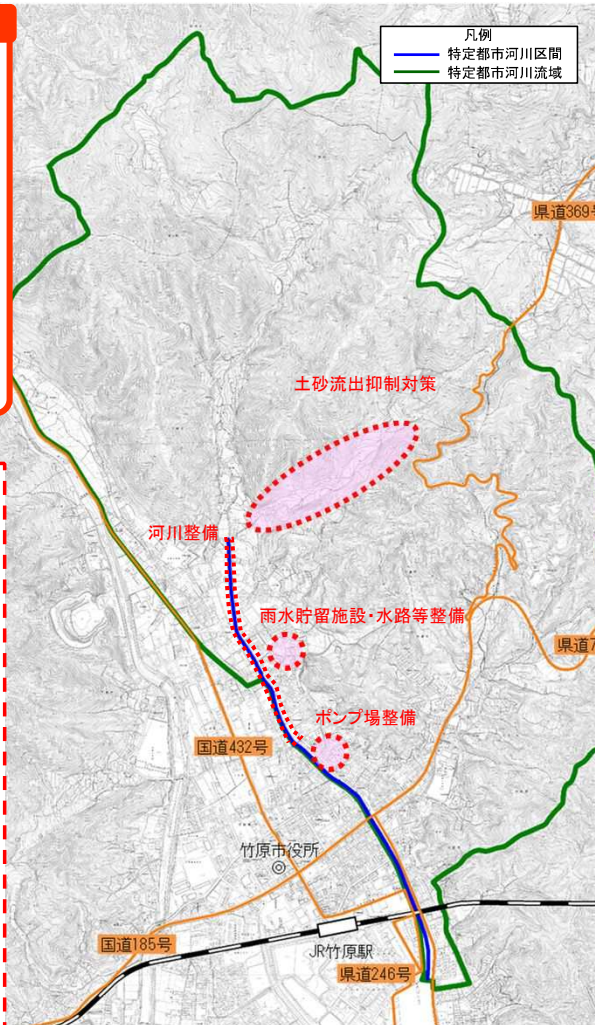 凡例
特定都市河川区間
特定都市河川流域
県道369号
土砂流出抑制対策
河川整備
雨水貯留施設・水路等整備
県道7
ポンプ場整備
国道432号
竹原市役所
国道185号
JR竹原駅
県道246号